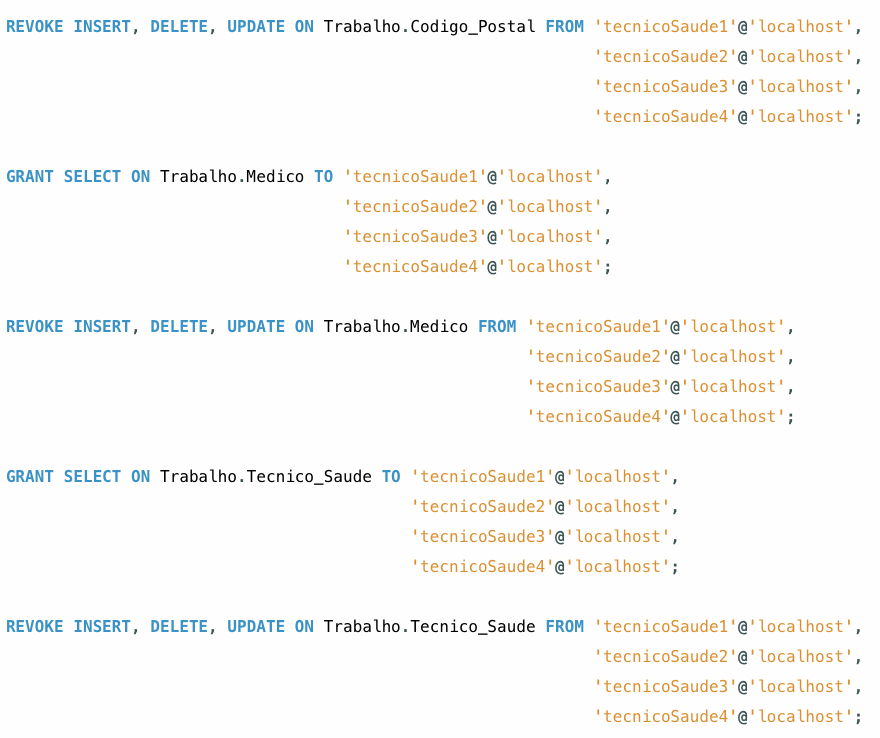 REVOKE INSERT, DELETE, UPDATE ON Trabalho.Codigo_Postal FROM 'tecnicoSaude1'@'localhost',
'tecnicoSaude2'@'localhost',
'tecnicoSaude3'@'localhost',
'tecnicoSaude4'@'localhost';
GRANT SELECT ON Trabalho.Medico TO 'tecnicoSaude1'@'localhost',
'tecnicoSaude2'@'localhost',
'tecnicoSaude3'@'localhost',
'tecnicoSaude4'@'localhost';
REVOKE INSERT, DELETE, UPDATE ON Trabalho.Medico FROM 'tecnicoSaude1'@'localhost',
'tecnicoSaude2'@'localhost',
'tecnicoSaude3'@'localhost',
'tecnicoSaude4'@'localhost';
GRANT SELECT ON Trabalho.Tecnico_Saude TO 'tecnicoSaude1'@'localhost',
'tecnicoSaude2'@'localhost',
'tecnicoSaude3'@'localhost',
'tecnicoSaude4'@'localhost';
REVOKE INSERT, DELETE, UPDATE ON Trabalho.Tecnico_Saude FROM 'tecnicoSaude1'@'localhost',
'tecnicoSaude2'@'localhost',
'tecnicoSaude3'@'localhost',
'tecnicoSaude4'@'localhost';